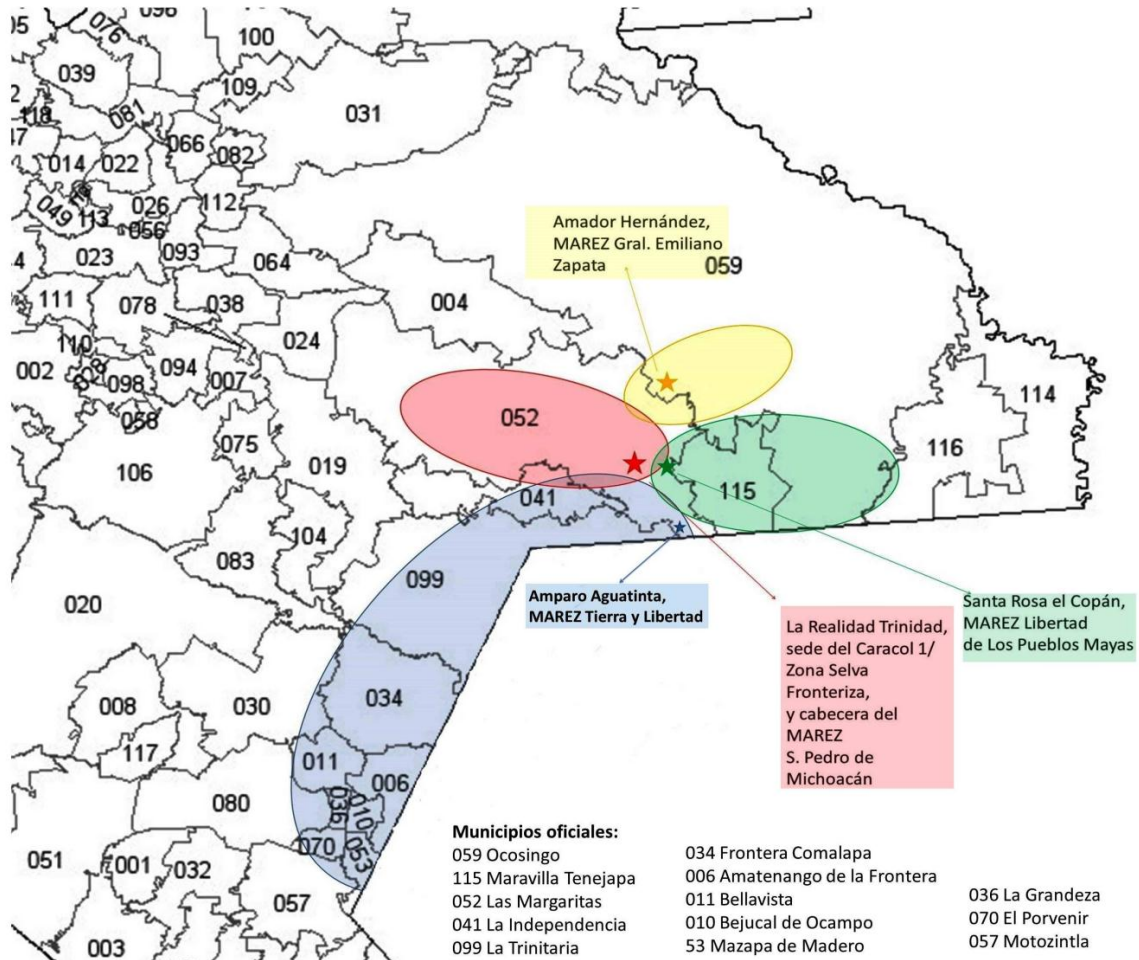 098
05
076
100
039
109
2
118
081
031
47
066
014
022
082
049
113
026
112
056
Amador Hernández,
MAREZ Gral. Emiliano
Zapata
059
4
023
093
064
111
078
038
004
110
024
002
098
094
007
052
114
058
116
106
075
019
041
115
083
104
099
020
Amparo Aguatinta,
MAREZ Tierra y Libertad
Santa Rosa el Copán,
MAREZ Libertad
de Los Pueblos Mayas
La Realidad Trinidad,
sede del Caracol 1/
Zona Selva
Fronteriza,
y cabecera del
MAREZ
S. Pedro de
Michoacán
008
030
034
117
011
006
080
036
010
070
053
051
001
032
057
003
Municipios oficiales:
059 Ocosingo
115 Maravilla Tenejapa
052 Las Margaritas
041 La Independencia
099 La Trinitaria
034 Frontera Comalapa
006 Amatenango de la Frontera
011 Bellavista
010 Bejucal de Ocampo
53 Mazapa de Madero
036 La Grandeza
070 El Porvenir
057 Motozintla